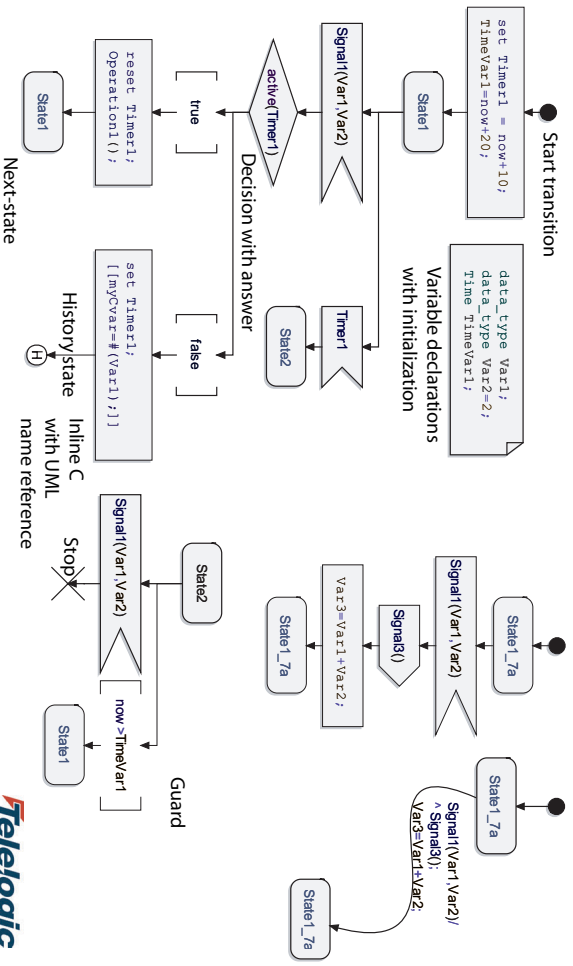 Start transition
set Timer1 = now+10;
TimeVar1=now+20;
State1
Signal1(Var1,Var2)
active(Timer1)
Decision with answer
true
reset Timer1;
Operation1();
State1
Next-state
data_type Var1;
data_type Var2=2;
Time TimeVar1;
Variable declarations
with initialization
Timer1
State2
false
set Timer1;
[[myCvar=#(Var1);]]
History state
H
Inline C
with UML
name reference
State1_7a
Signal1(Var1,Var2)
Signal3()
Var3=Var1+Var2;
State1_7a
State1_7a
Signal1(Var1,Var2)/
^ Signal3();
Var3=Var1+Var2;
State1_7a
State2
Signal1(Var1,Var2)
Stop
now >TimeVar1
Guard
State1
Telelogic